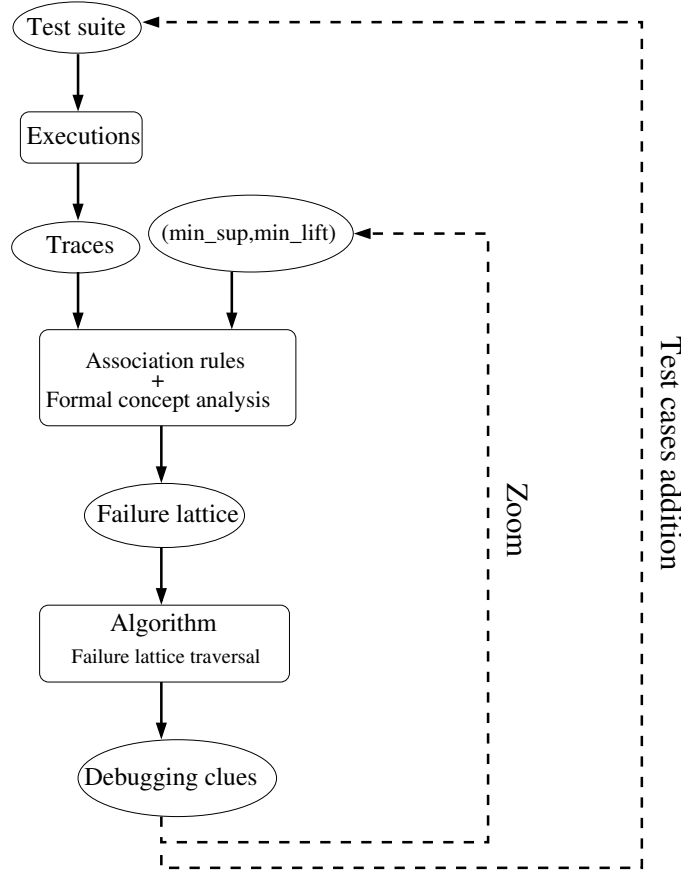 Test suite
Executions
Traces
(min_sup,min_lift)
Association rules
+
Formal concept analysis
Failure lattice
Algorithm
Failure lattice traversal
Debugging clues
Zoom
Test cases addition